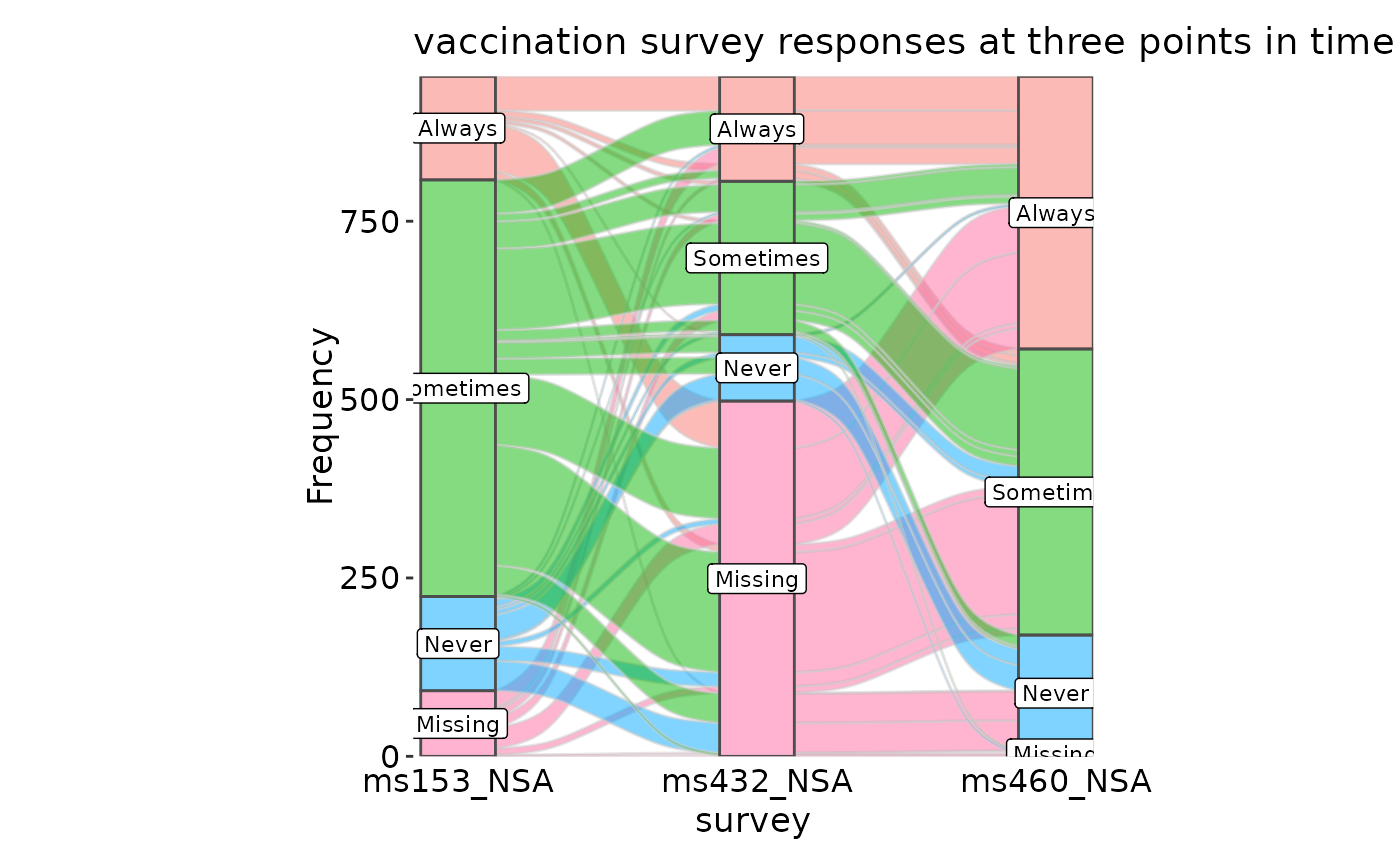 vaccination survey responses at three points in time
Always
Always
Always
Sometimes
ometimes
Sometim
Never
Never
Never
Missing
Missing
Missing
Frequency
750
500
250
0
ms153_NSA
ms432_NSA
ms460_NSA
survey